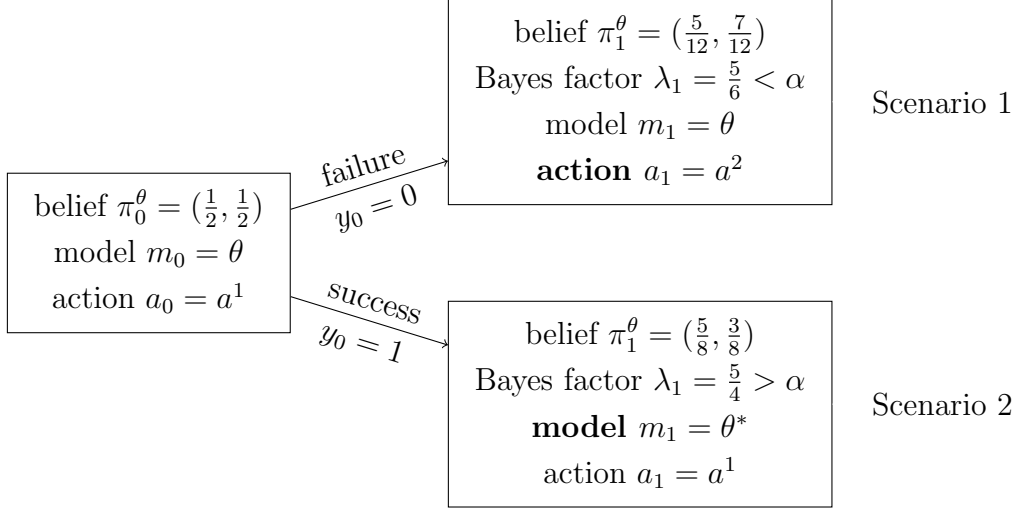 belief π₀^θ = (1/2, 1/2)
model m₀ = θ
action a₀ = a¹
failure
y₀ = 0
belief π₁^θ = (5/12, 7/12)
Bayes factor λ₁ = 5/6 < α
model m₁ = θ
action a₁ = a²
Scenario 1
success
y₀ = 1
belief π₁^θ = (5/8, 3/8)
Bayes factor λ₁ = 5/4 > α
model m₁ = θ*
action a₁ = a¹
Scenario 2